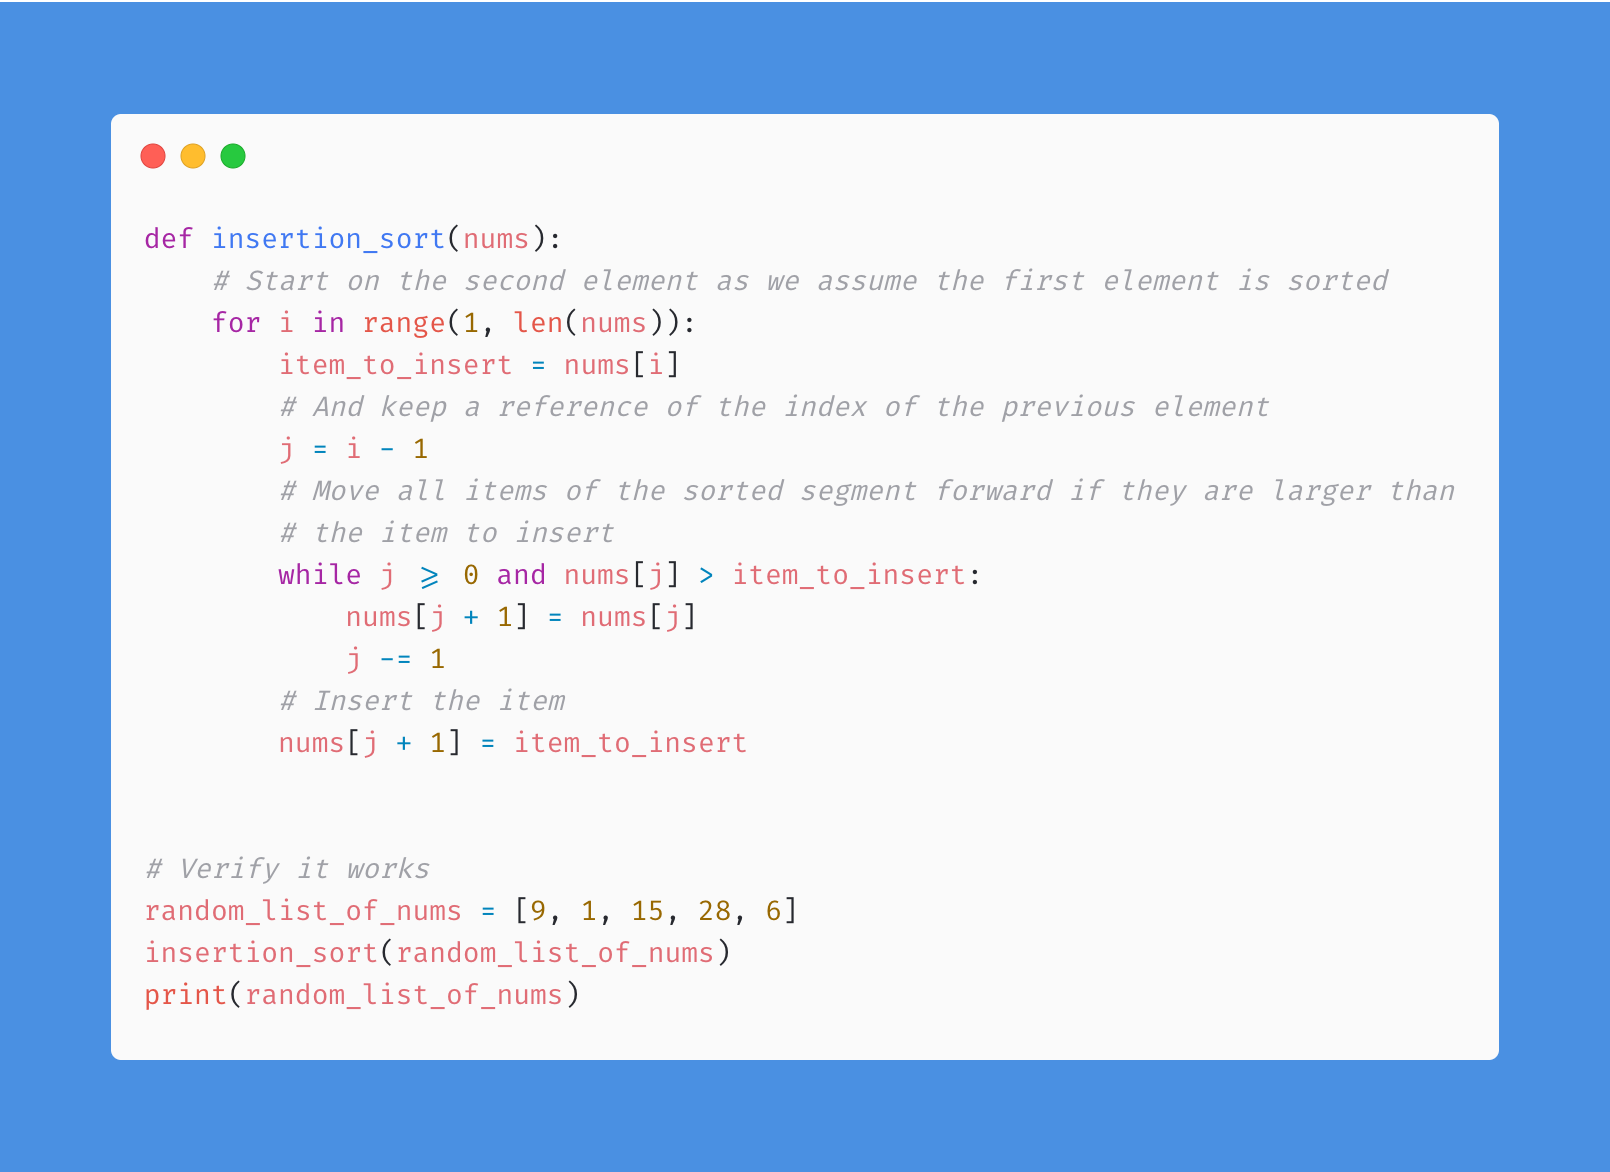 def insertion_sort(nums):
    # Start on the second element as we assume the first element is sorted
    for i in range(1, len(nums)):
        item_to_insert = nums[i]
        # And keep a reference of the index of the previous element
        j = i - 1
        # Move all items of the sorted segment forward if they are larger than
        # the item to insert
        while j >= 0 and nums[j] > item_to_insert:
            nums[j + 1] = nums[j]
            j -= 1
        # Insert the item
        nums[j + 1] = item_to_insert
# Verify it works
random_list_of_nums = [9, 1, 15, 28, 6]
insertion_sort(random_list_of_nums)
print(random_list_of_nums)